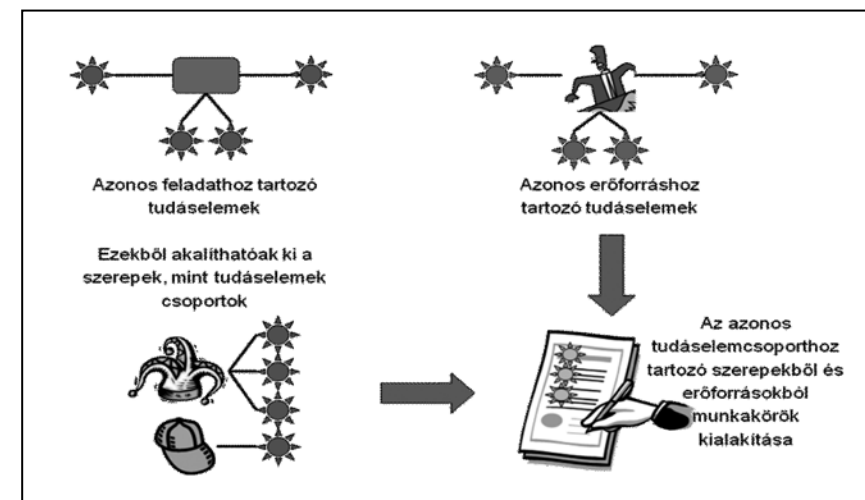 Azonos feladathoz tartozó
tudáselemek
Azonos erőforráshoz
tartozó tudáselemek
Ezekből akalíthatóak ki a
szerepek, mint tudáselemek
csoportok
Az azonos
tudáselemcsoporthoz
tartozó szerepekből és
erőforrásokból
munkakörök
kialakítása